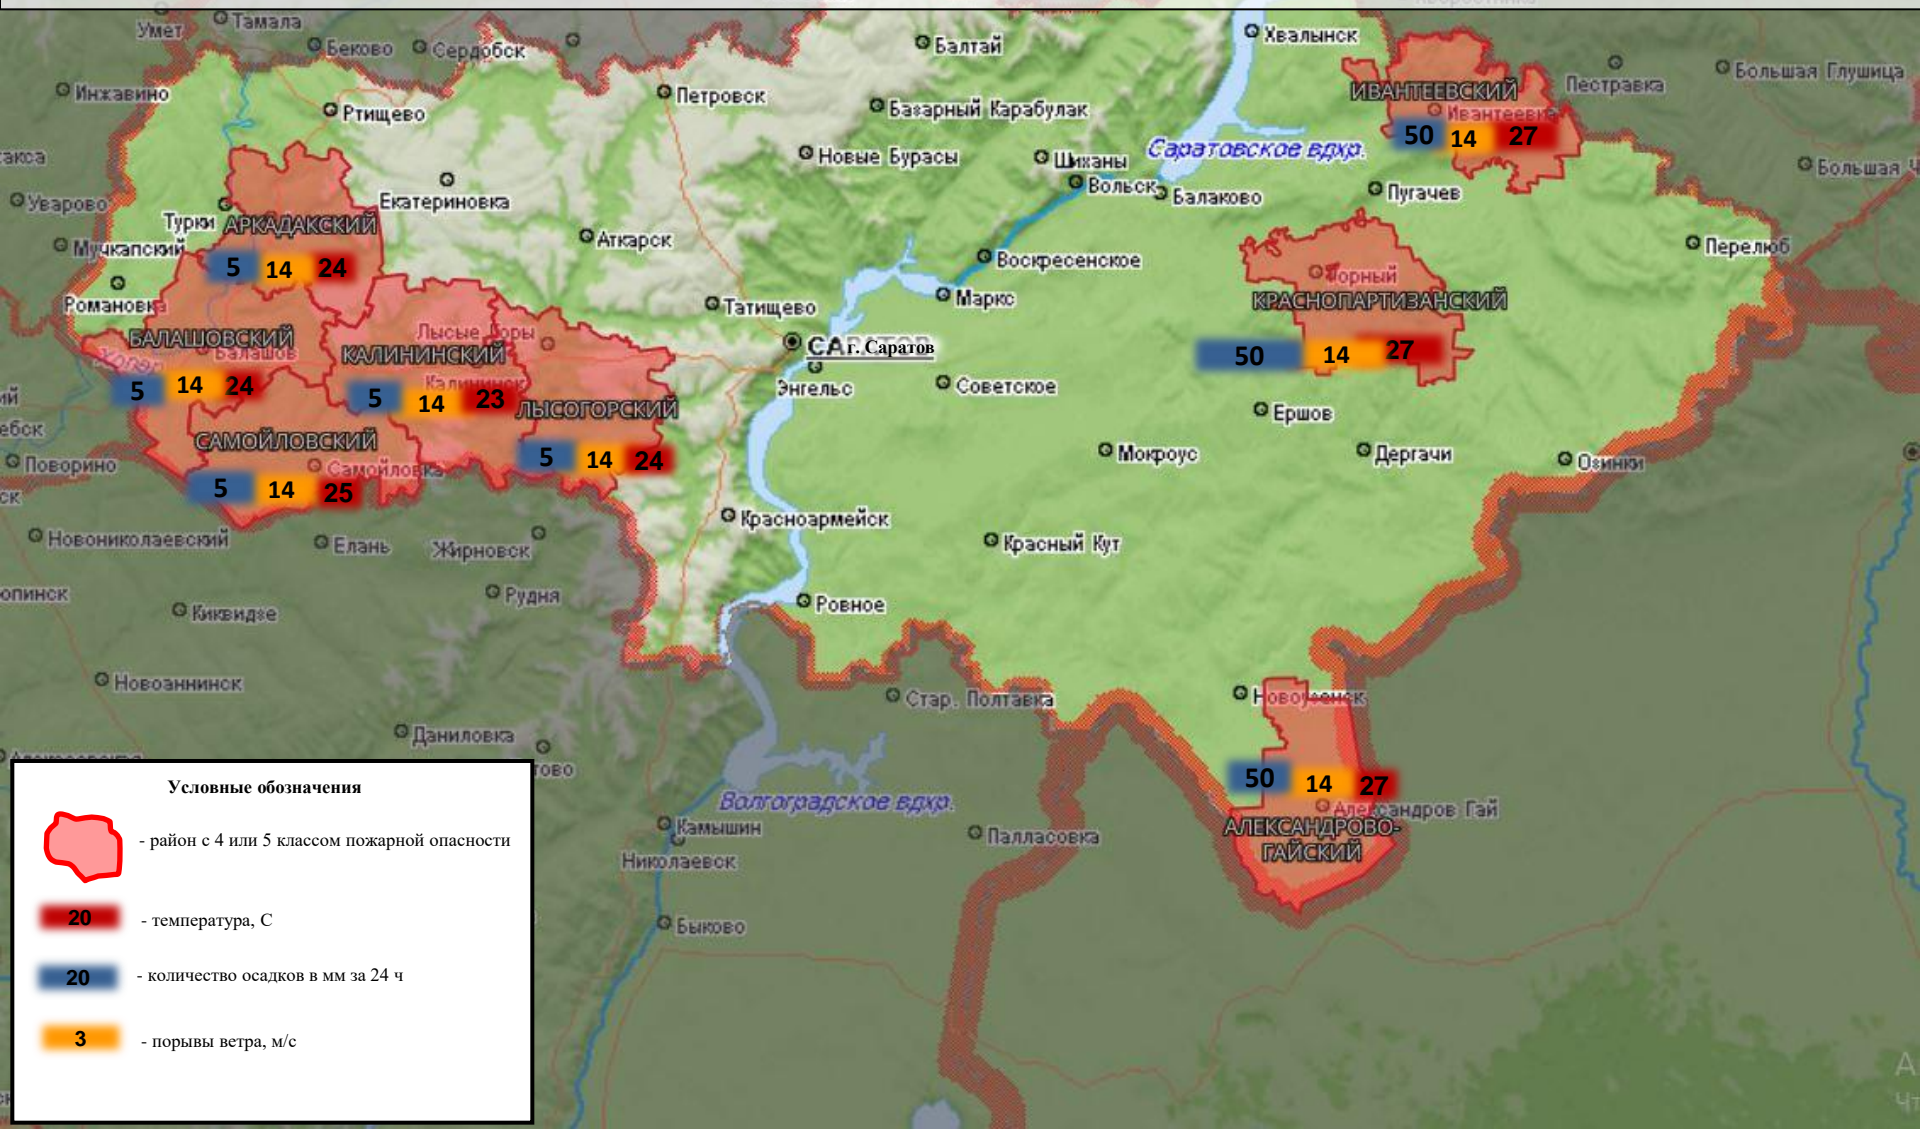 Умет
Тамала
Беково
Сердобск
Балтай
Хвалынск
Пестравка
Большая Глушица
Инжавино
Ртищево
Петровск
Базарный Карабулак
ИВАНТЕЕВСКИЙ
Ивантеевка
50 14 27
Новые Бурасы
Шиханы
Саратовское вдхр.
Вольск
Балаково
Пугачев
Большая Ч
Уварово
Екатериновка
Турки
АРКАДАКСКИЙ
Аткарск
Мучкапский
5 14 24
Воскресенское
Перелюб
Горный
КРАСНОПАРТИЗАНСКИЙ
Романовка
Татищево
Маркс
БАЛАШОВСКИЙ
Балашов
Хопер
5 14 24
Лысые Горы
КАЛИНИНСКИЙ
Калининск
5 14 23
САРАТОВ
г. Саратов
50 14 27
Энгельс
Советское
ЛЫСОГОРСКИЙ
5 14 24
Ершов
САМОЙЛОВСКИЙ
Самойловка
5 14 25
Поворино
Мокроус
Дергачи
Озинки
Новониколаевский
Елань
Жирновск
Красноармейск
Красный Кут
Рудня
Киквидзе
Ровное
Новоаннинск
Стар. Полтавка
Новоузенск
Даниловка
50 14 27
Александров Гай
АЛЕКСАНДРОВО-
ГАЙСКИЙ
Волгоградское вдхр.
Камышин
Николаевск
Палласовка
Быково
Условные обозначения
- район с 4 или 5 классом пожарной опасности
20 - температура, С
20 - количество осадков в мм за 24 ч
3 - порывы ветра, м/с